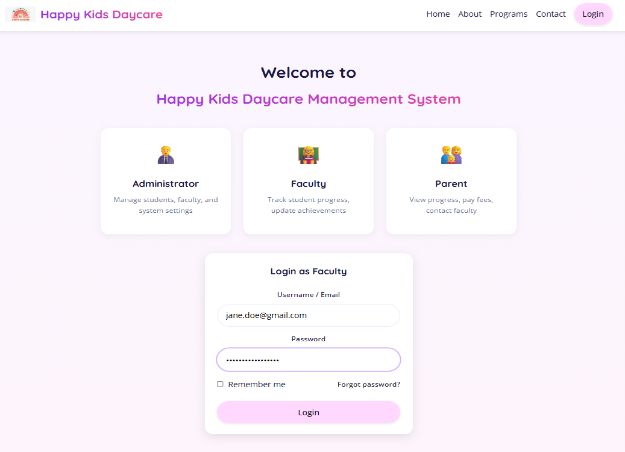 Happy Kids Daycare
Home About Programs Contact Login
Welcome to
Happy Kids Daycare Management System
Administrator
Manage students, faculty, and
system settings
Faculty
Track student progress,
update achievements
Parent
View progress, pay fees,
contact faculty
Login as Faculty
Username / Email
jane.doe@gmail.com
Password
•••••••••••••••••
Remember me
Forgot password?
Login